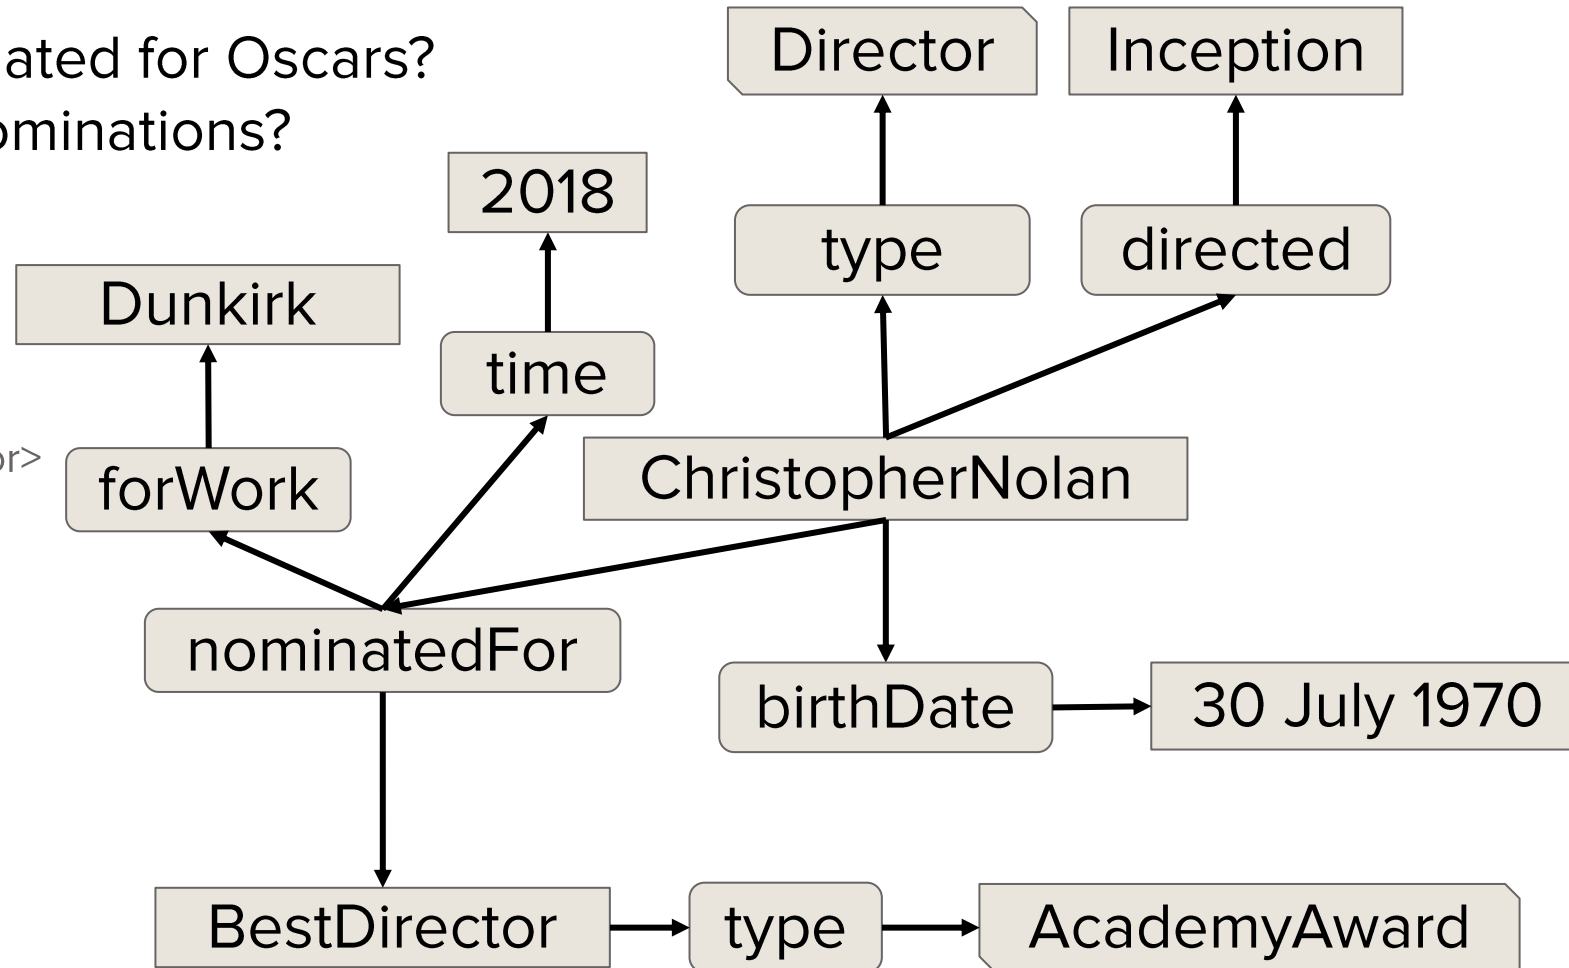 ated for Oscars?
ominations?
Director
Inception
2018
type
directed
Dunkirk
time
or>
forWork
ChristopherNolan
nominatedFor
birthDate
30 July 1970
BestDirector
type
AcademyAward